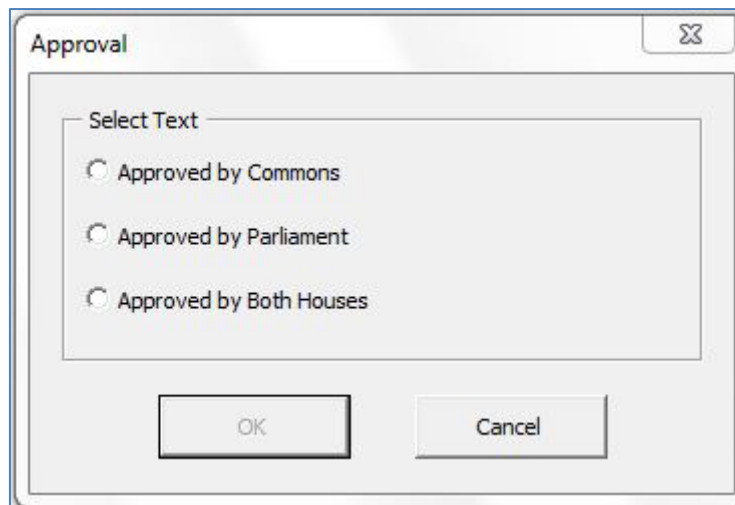 Approval
Select Text
Approved by Commons
Approved by Parliament
Approved by Both Houses
OK
Cancel